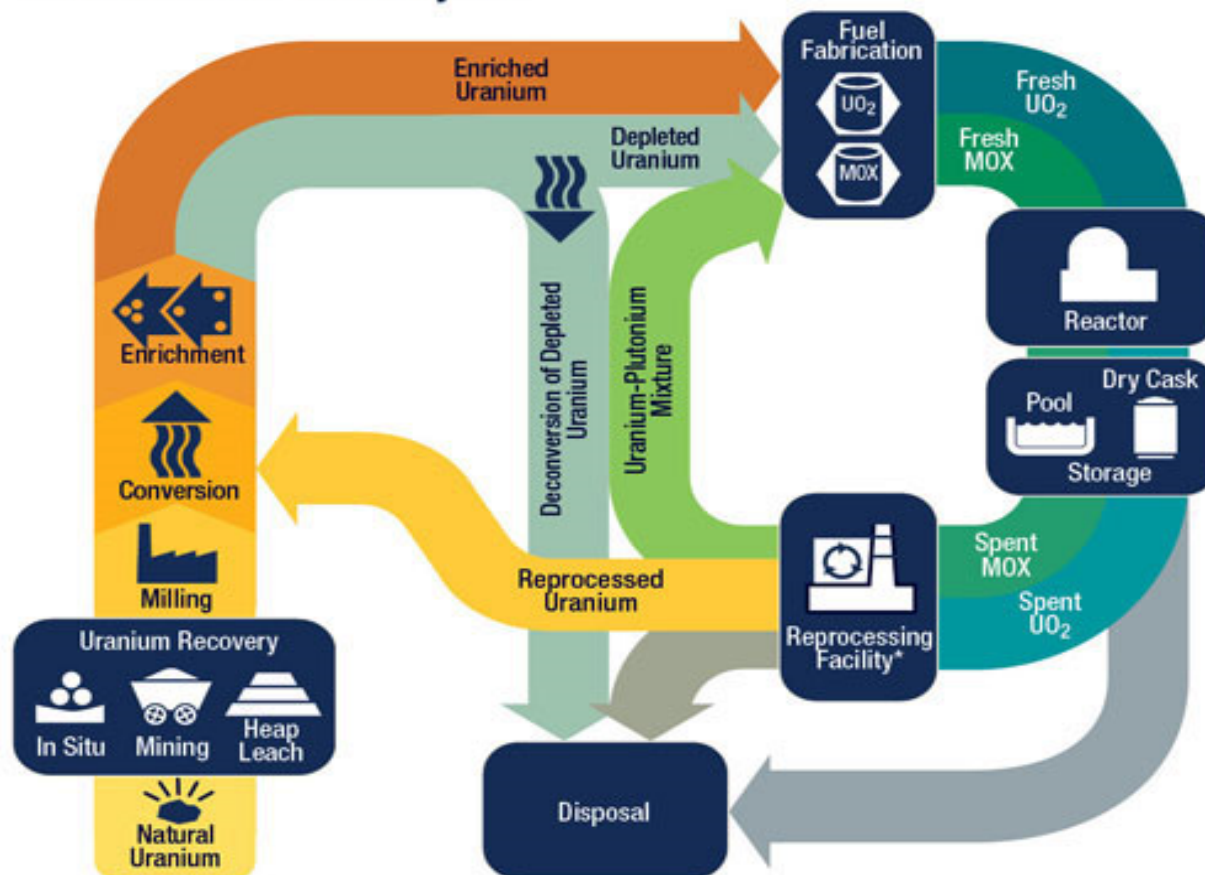 Fuel
Fabrication
UO₂
MOX
Enriched
Uranium
Depleted
Uranium
Fresh
UO₂
Fresh
MOX
Reactor
Dry Cask
Pool
Storage
Enrichment
Conversion
Milling
Deconversion of Depleted
Uranium
Uranium-Plutonium
Mixture
Reprocessed
Uranium
Reprocessing
Facility*
Spent
MOX
Spent
UO₂
Uranium Recovery
In Situ
Mining
Heap
Leach
Natural
Uranium
Disposal